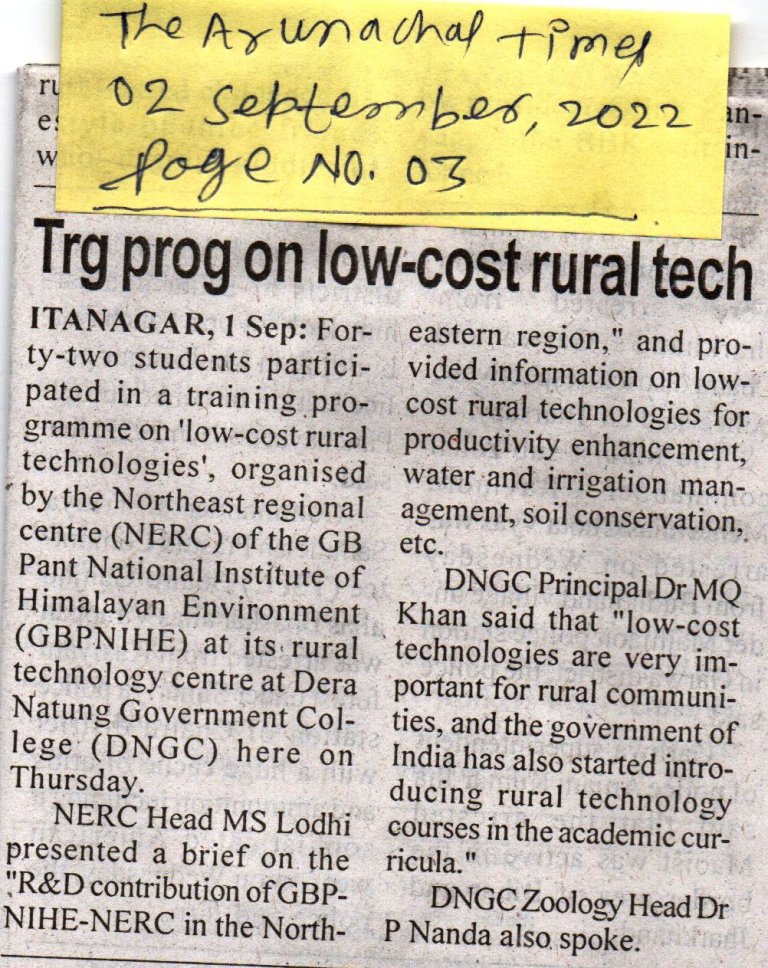 The Arunachal Times
02 September, 2022
Page No. 03
ru
es
w
an-
in-
Trg prog on low-cost rural tech
ITANAGAR, 1 Sep: For-
ty-two students partici-
pated in a training pro-
gramme on 'low-cost rural
technologies', organised
by the Northeast regional
centre (NERC) of the GB
Pant National Institute of
Himalayan Environment
(GBPNIHE) at its rural
technology centre at Dera
Natung Government Col-
lege (DNGC) here on
Thursday.
NERC Head MS Lodhi
presented a brief on the
"R&D contribution of GBP-
NIHE-NERC in the North-
eastern region," and pro-
vided information on low-
cost rural technologies for
productivity enhancement,
water and irrigation man-
agement, soil conservation,
etc.
DNGC Principal Dr MQ
Khan said that "low-cost
technologies are very im-
portant for rural communi-
ties, and the government of
India has also started intro-
ducing rural technology
courses in the academic cur-
ricula."
DNGC Zoology Head Dr
P Nanda also spoke.